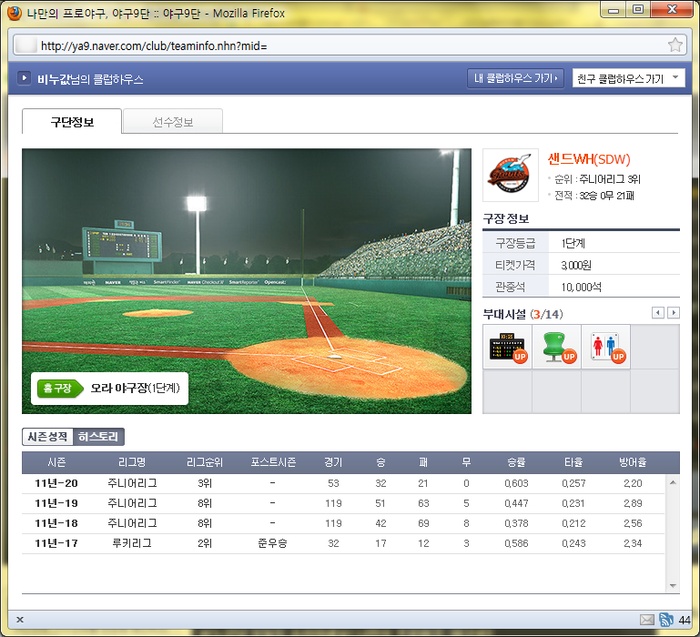 나만의 프로야구, 야구9단 :: 야구9단 - Mozilla Firefox
http://ya9.naver.com/club/teaminfo.nhn?mid=
비누값님의 클럽하우스
내 클럽하우스 가기
친구 클럽하우스 가기
구단정보 선수정보
샌드WH(SDW)
순위 : 주니어리그 3위
전적 : 32승 0무 21패
구장 정보
구장등급 1단계
티켓가격 3,000원
관중석 10,000석
부대시설 (3/14)
UP UP UP
NAVER SmartFinder NAVER Checkout SmartReporter Opencast
홈구장 오라 야구장(1단계)
시즌성적 히스토리
시즌 리그명 리그순위 포스트시즌 경기 승 패 무 승률 타율 방어율
11년-20 주니어리그 3위 - 53 32 21 0 0,603 0,257 2,20
11년-19 주니어리그 8위 - 119 51 63 5 0,447 0,231 2,89
11년-18 주니어리그 8위 - 119 42 69 8 0,378 0,212 2,56
11년-17 루키리그 2위 준우승 32 17 12 3 0,586 0,243 2,34
44